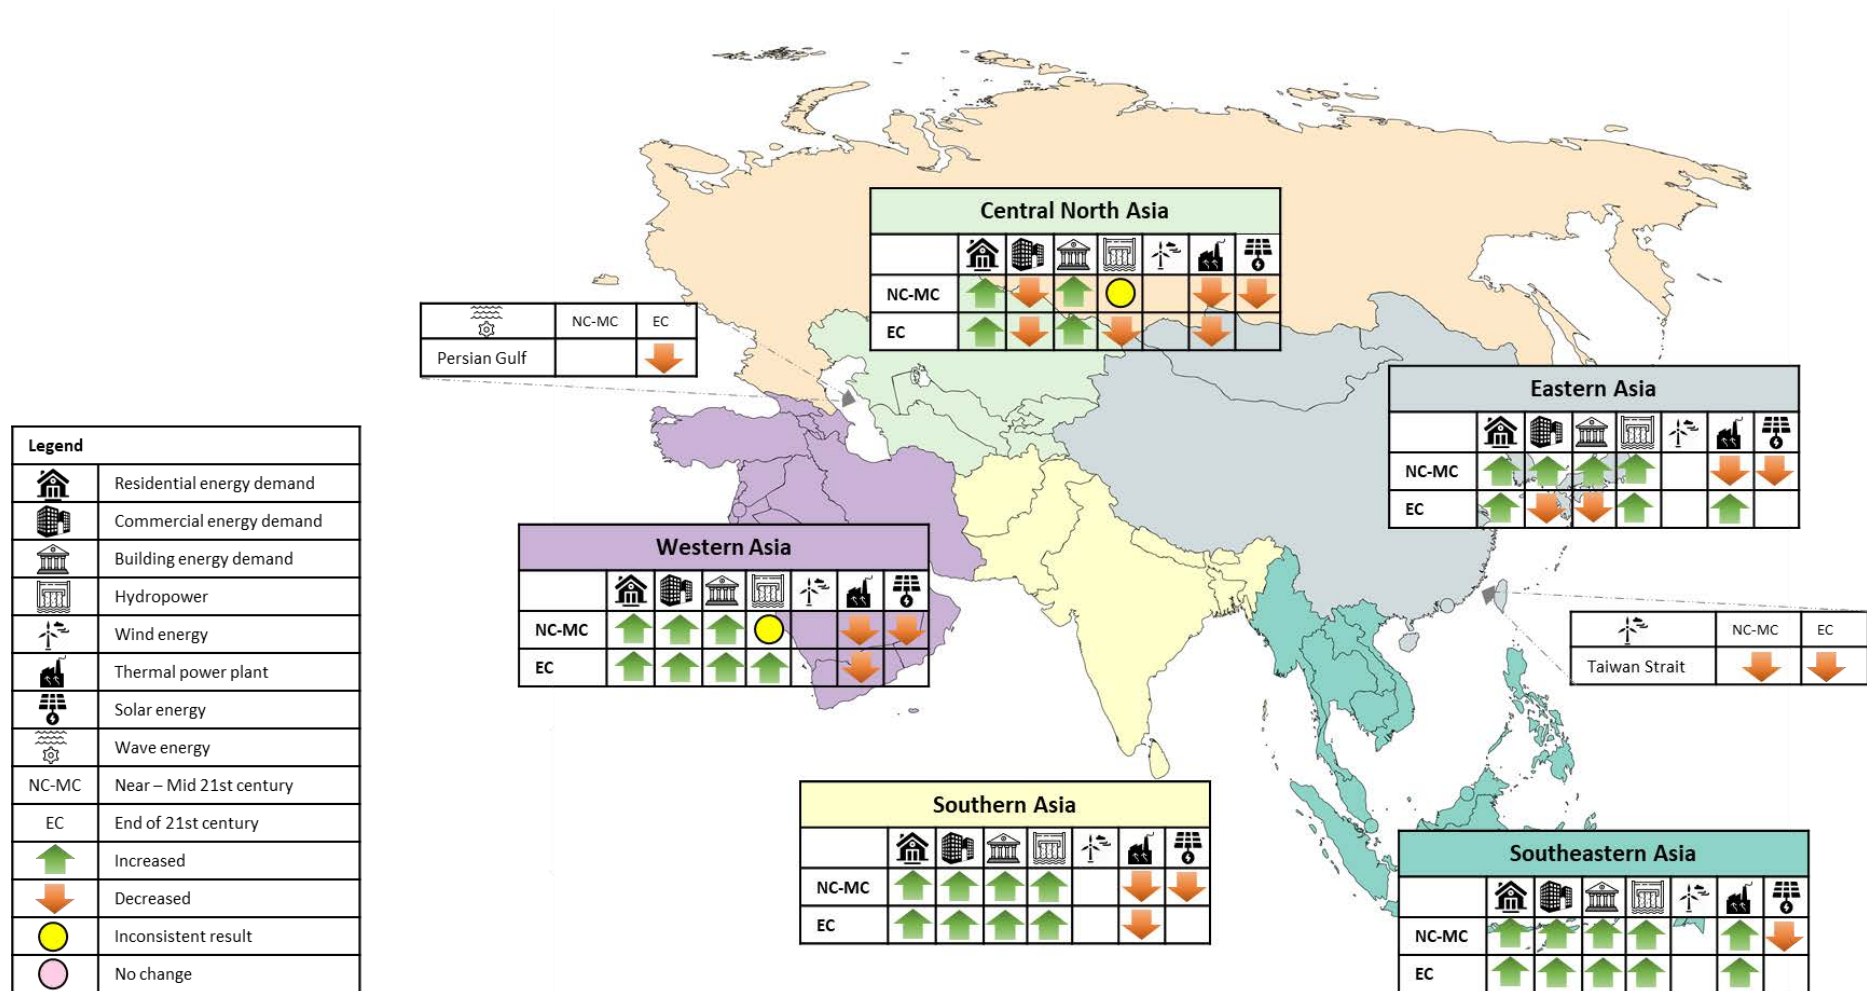 Central North Asia
NC-MC
EC
NC-MC EC
Persian Gulf
Eastern Asia
NC-MC
EC
Legend
Residential energy demand
Commercial energy demand
Building energy demand
Hydropower
Wind energy
Thermal power plant
Solar energy
Wave energy
NC-MC Near – Mid 21st century
EC End of 21st century
Increased
Decreased
Inconsistent result
No change
Western Asia
NC-MC
EC
NC-MC EC
Taiwan Strait
Southern Asia
NC-MC
EC
Southeastern Asia
NC-MC
EC